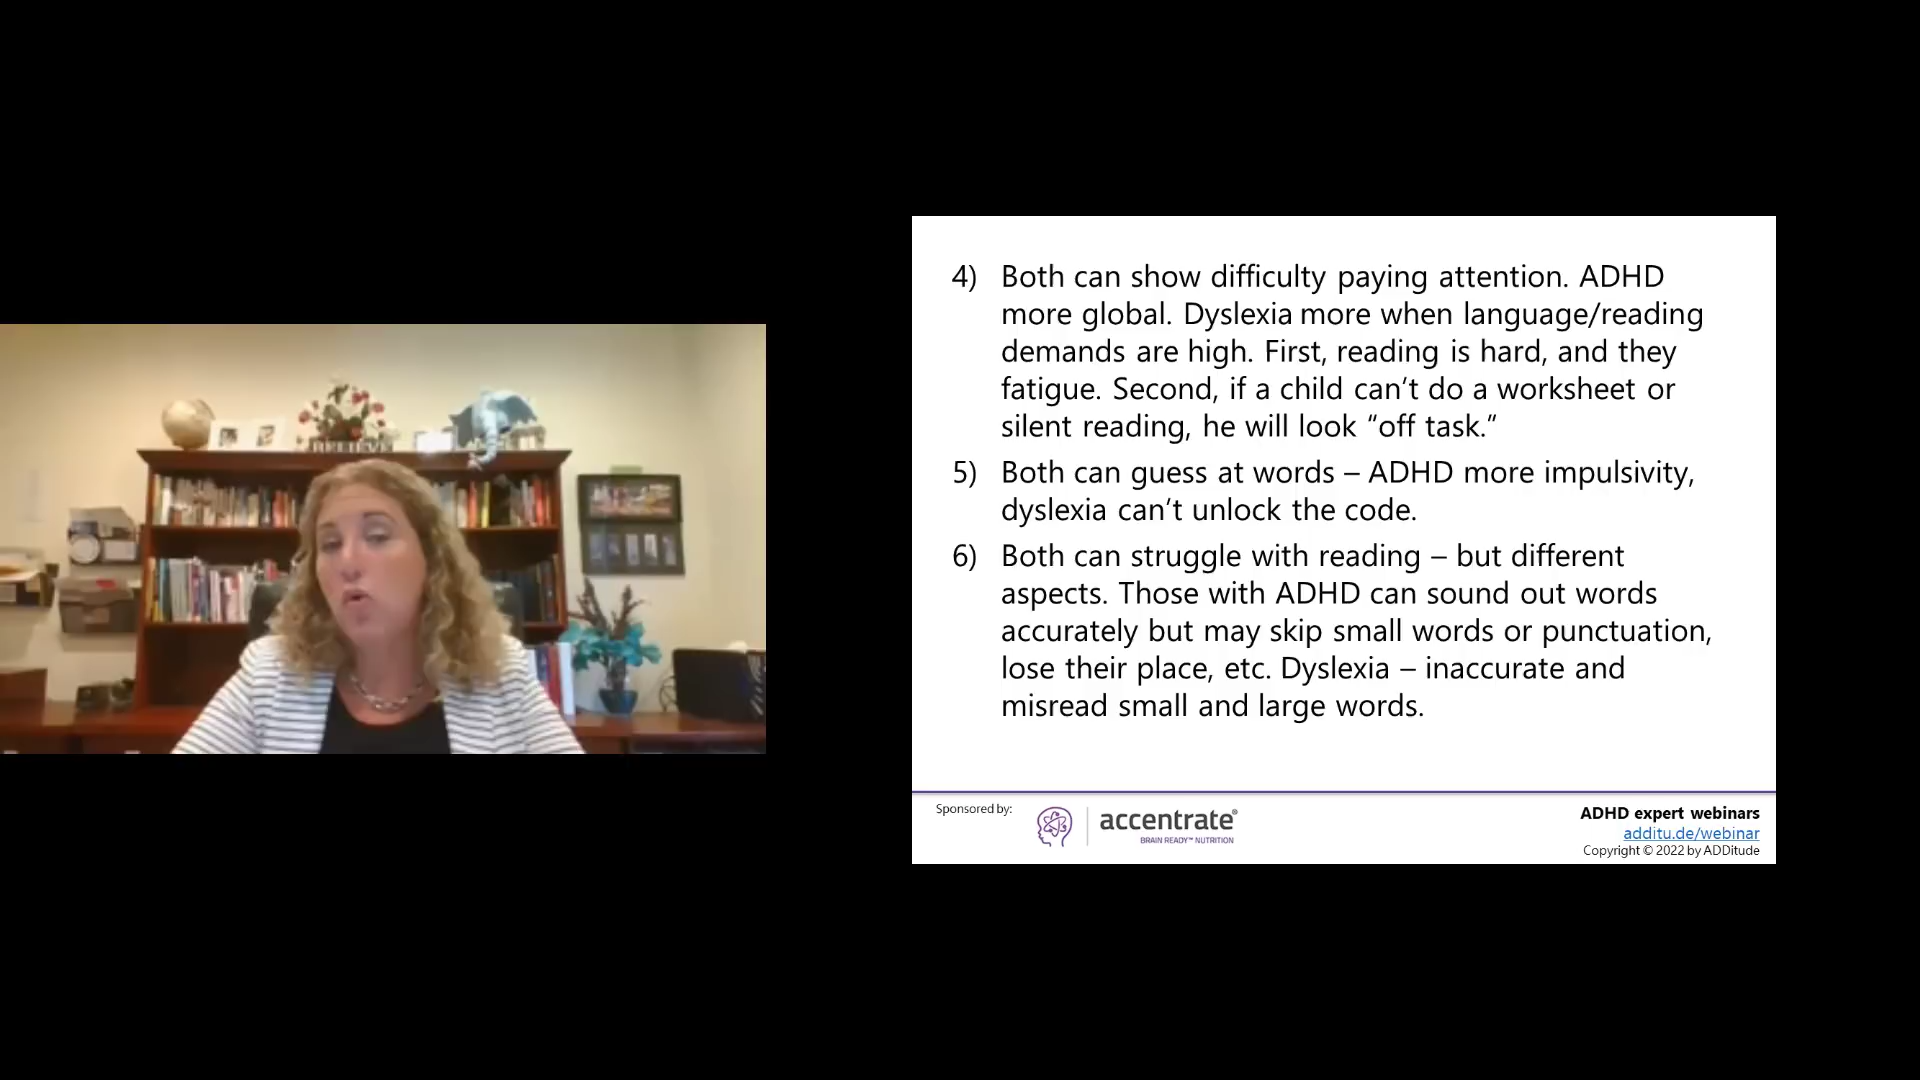 BELIEVE
4) Both can show difficulty paying attention. ADHD
more global. Dyslexia more when language/reading
demands are high. First, reading is hard, and they
fatigue. Second, if a child can’t do a worksheet or
silent reading, he will look “off task.“
5) Both can guess at words – ADHD more impulsivity,
dyslexia can’t unlock the code.
6) Both can struggle with reading – but different
aspects. Those with ADHD can sound out words
accurately but may skip small words or punctuation,
lose their place, etc. Dyslexia – inaccurate and
misread small and large words.
Sponsored by:
accentrate®
BRAIN READY™ NUTRITION
ADHD expert webinars
additu.de/webinar
Copyright © 2022 by ADDitude